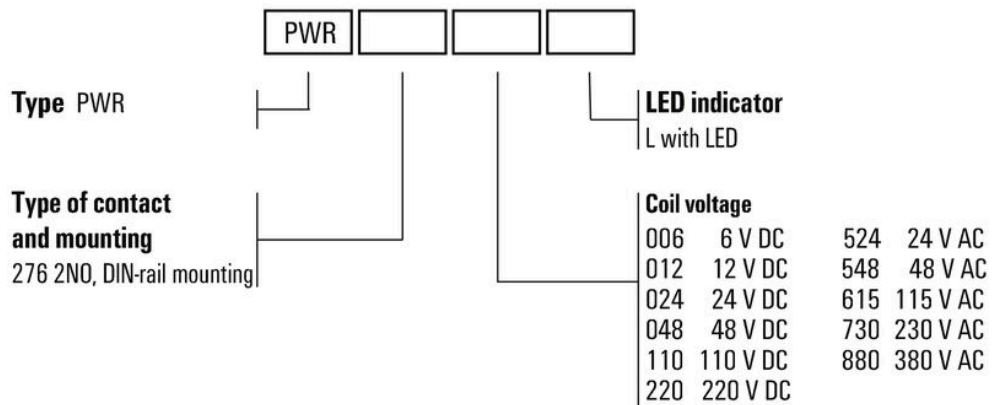 PWR
Type PWR
Type of contact
and mounting
276 2NO, DIN-rail mounting
LED indicator
L with LED
Coil voltage
006 6 V DC 524 24 V AC
012 12 V DC 548 48 V AC
024 24 V DC 615 115 V AC
048 48 V DC 730 230 V AC
110 110 V DC 880 380 V AC
220 220 V DC